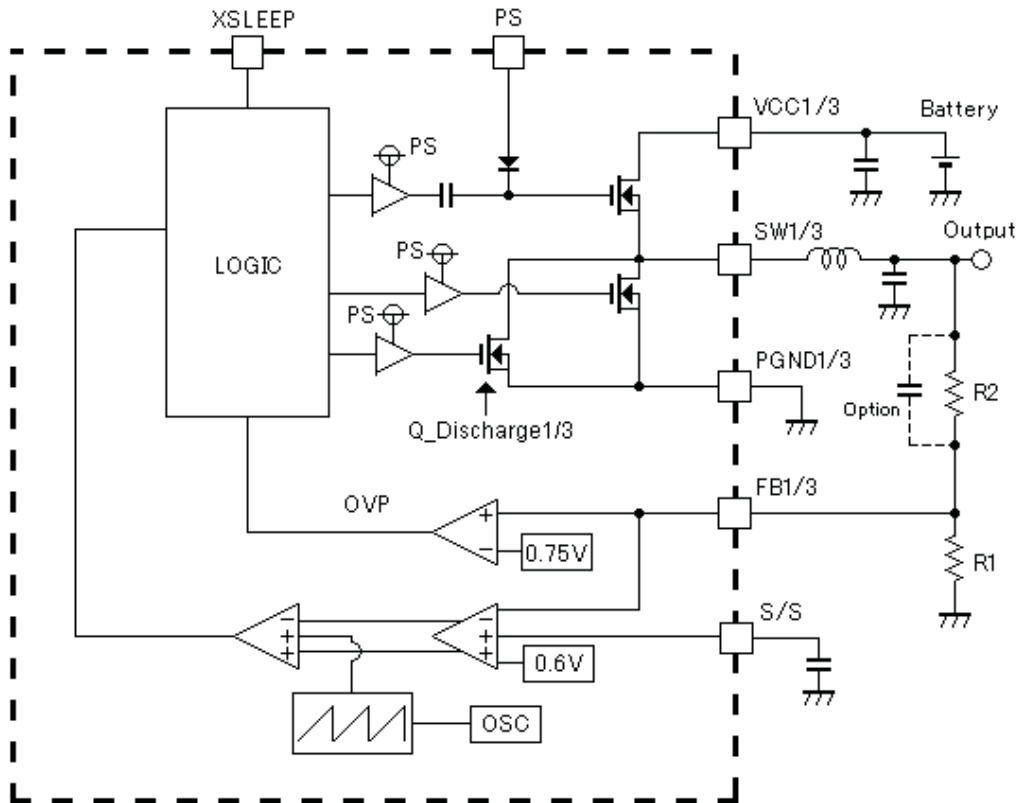 XSLEEP
PS
VCC1/3
Battery
PS
SW1/3
Output
LOGIC
PS
PS
PGND1/3
R2
Option
Q_Discharge1/3
FB1/3
OVP
+
−
0.75V
R1
S/S
−
+
+
−
+
+
0.6V
OSC